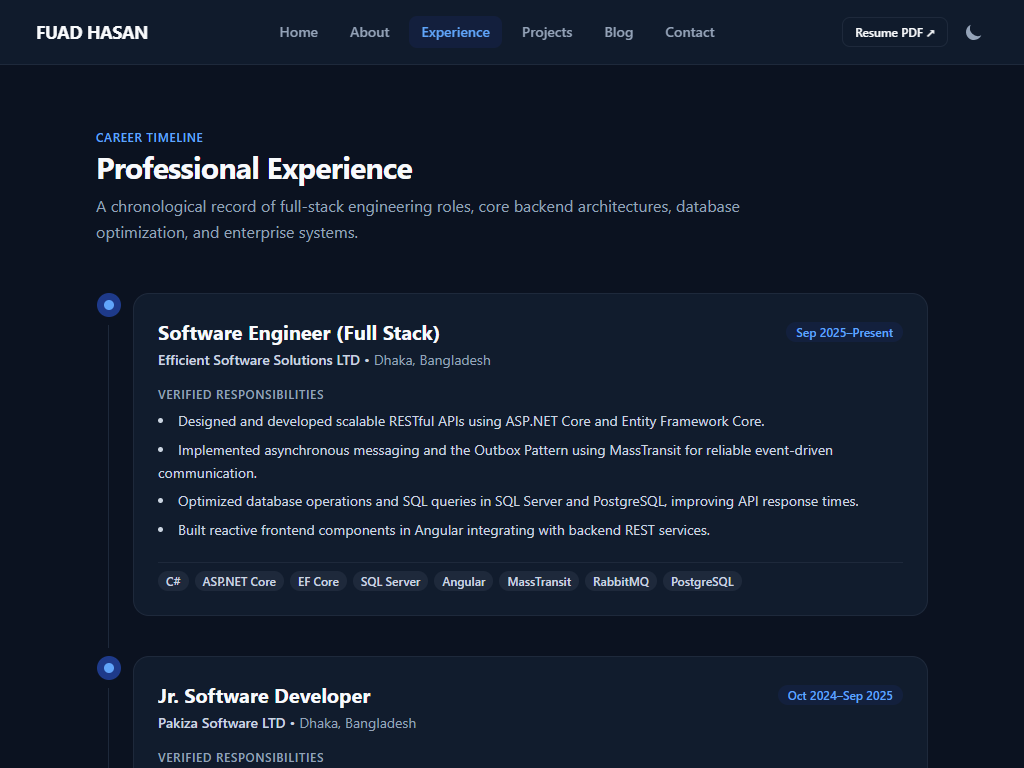 FUAD HASAN
Home
About
Experience
Projects
Blog
Contact
Resume PDF ↗
CAREER TIMELINE
Professional Experience
A chronological record of full-stack engineering roles, core backend architectures, database
optimization, and enterprise systems.
Software Engineer (Full Stack)
Sep 2025–Present
Efficient Software Solutions LTD • Dhaka, Bangladesh
VERIFIED RESPONSIBILITIES
• Designed and developed scalable RESTful APIs using ASP.NET Core and Entity Framework Core.
• Implemented asynchronous messaging and the Outbox Pattern using MassTransit for reliable event-driven
communication.
• Optimized database operations and SQL queries in SQL Server and PostgreSQL, improving API response times.
• Built reactive frontend components in Angular integrating with backend REST services.
C#
ASP.NET Core
EF Core
SQL Server
Angular
MassTransit
RabbitMQ
PostgreSQL
Jr. Software Developer
Oct 2024–Sep 2025
Pakiza Software LTD • Dhaka, Bangladesh
VERIFIED RESPONSIBILITIES